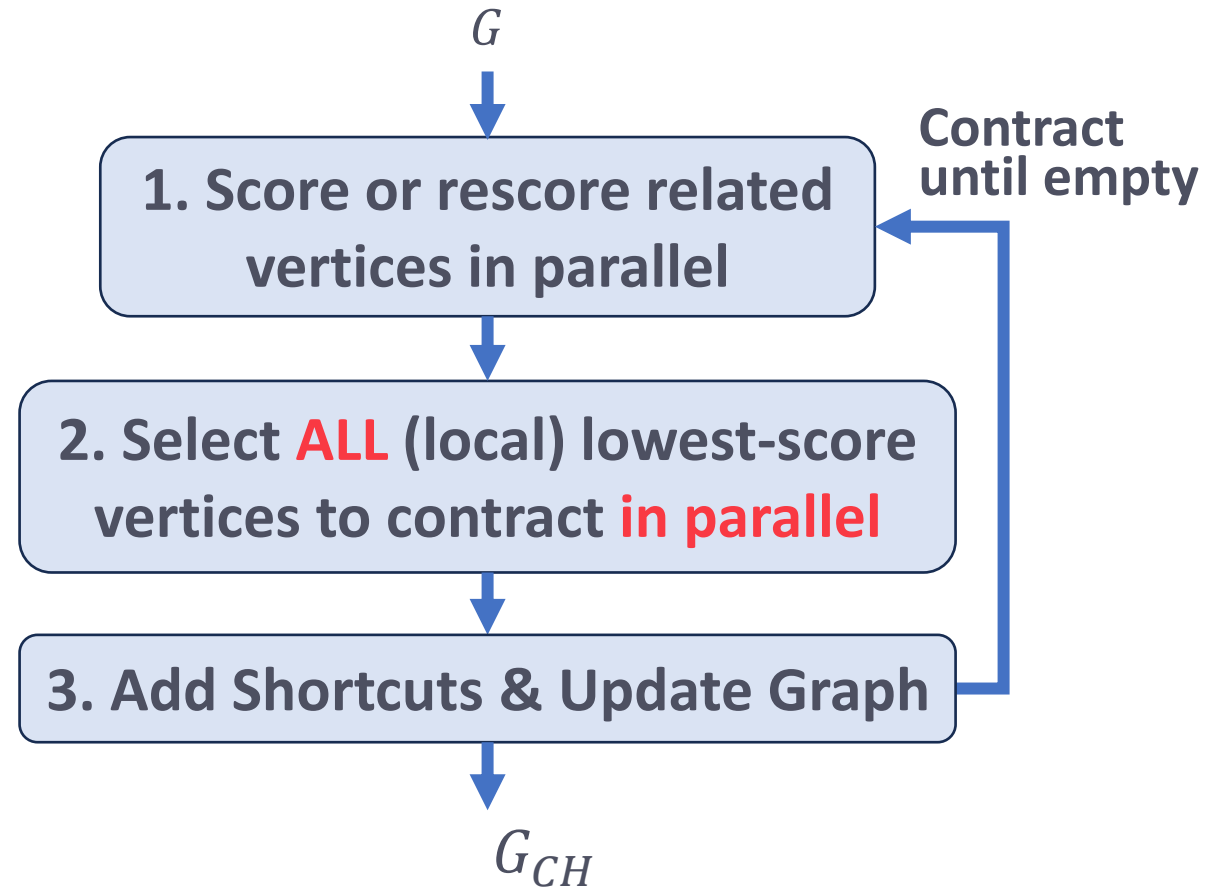 G
Contract
until empty
1. Score or rescore related
vertices in parallel
2. Select ALL (local) lowest-score
vertices to contract in parallel
3. Add Shortcuts & Update Graph
G_CH